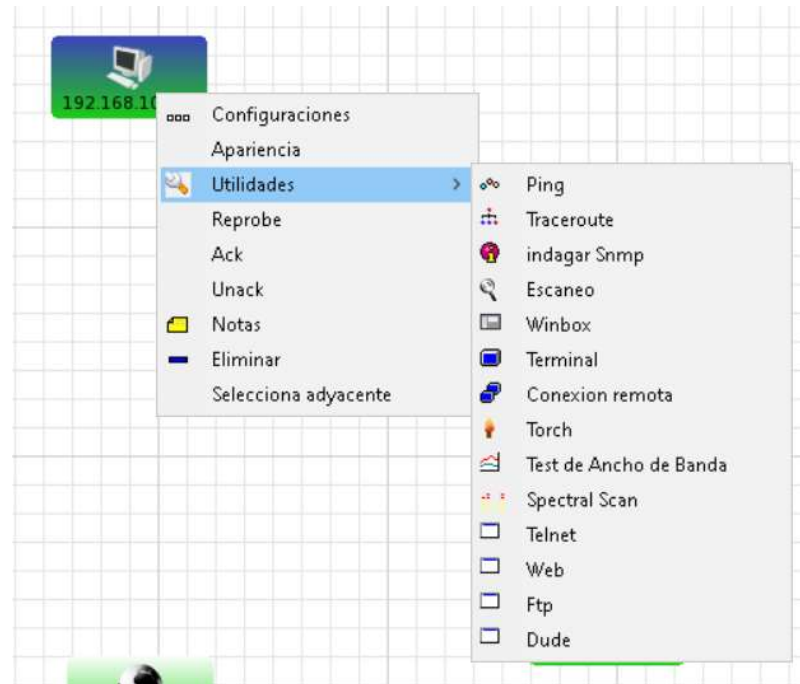 192.168.10
Configuraciones
Apariencia
Utilidades
Reprobe
Ack
Unack
Notas
Eliminar
Selecciona adyacente
Ping
Traceroute
indagar Snmp
Escaneo
Winbox
Terminal
Conexion remota
Torch
Test de Ancho de Banda
Spectral Scan
Telnet
Web
Ftp
Dude